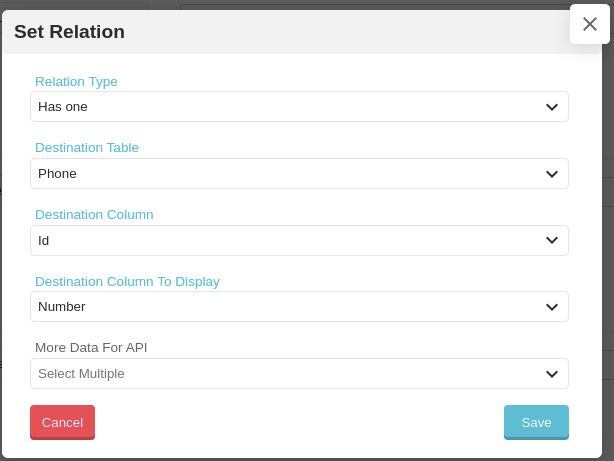 Set Relation
Relation Type
Has one
Destination Table
Phone
Destination Column
Id
Destination Column To Display
Number
More Data For API
Select Multiple
Cancel
Save